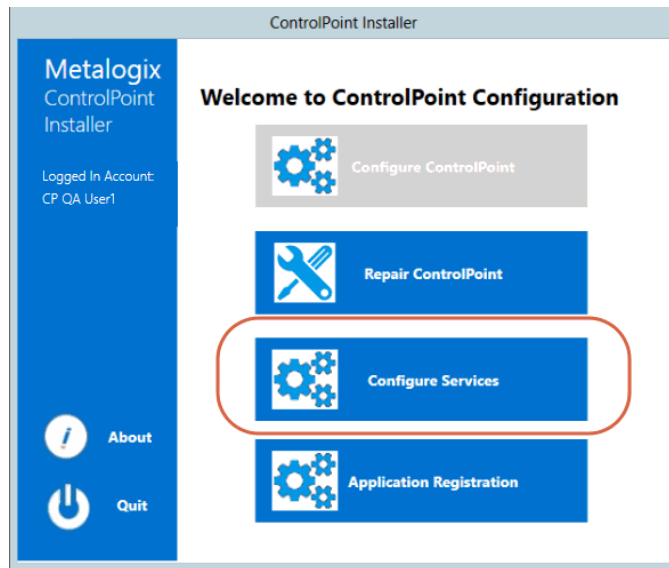 ControlPoint Installer
Metalogix
ControlPoint
Installer
Logged In Account:
CP QA User1
About
Quit
Welcome to ControlPoint Configuration
Configure ControlPoint
Repair ControlPoint
Configure Services
Application Registration